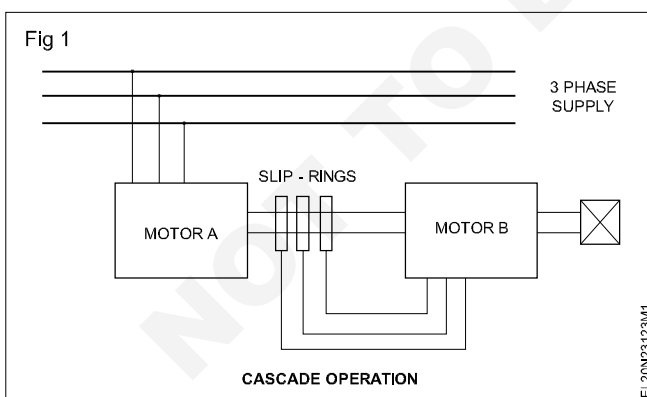 Fig 1
3 PHASE
SUPPLY
SLIP - RINGS
MOTOR A
MOTOR B
CASCADE OPERATION